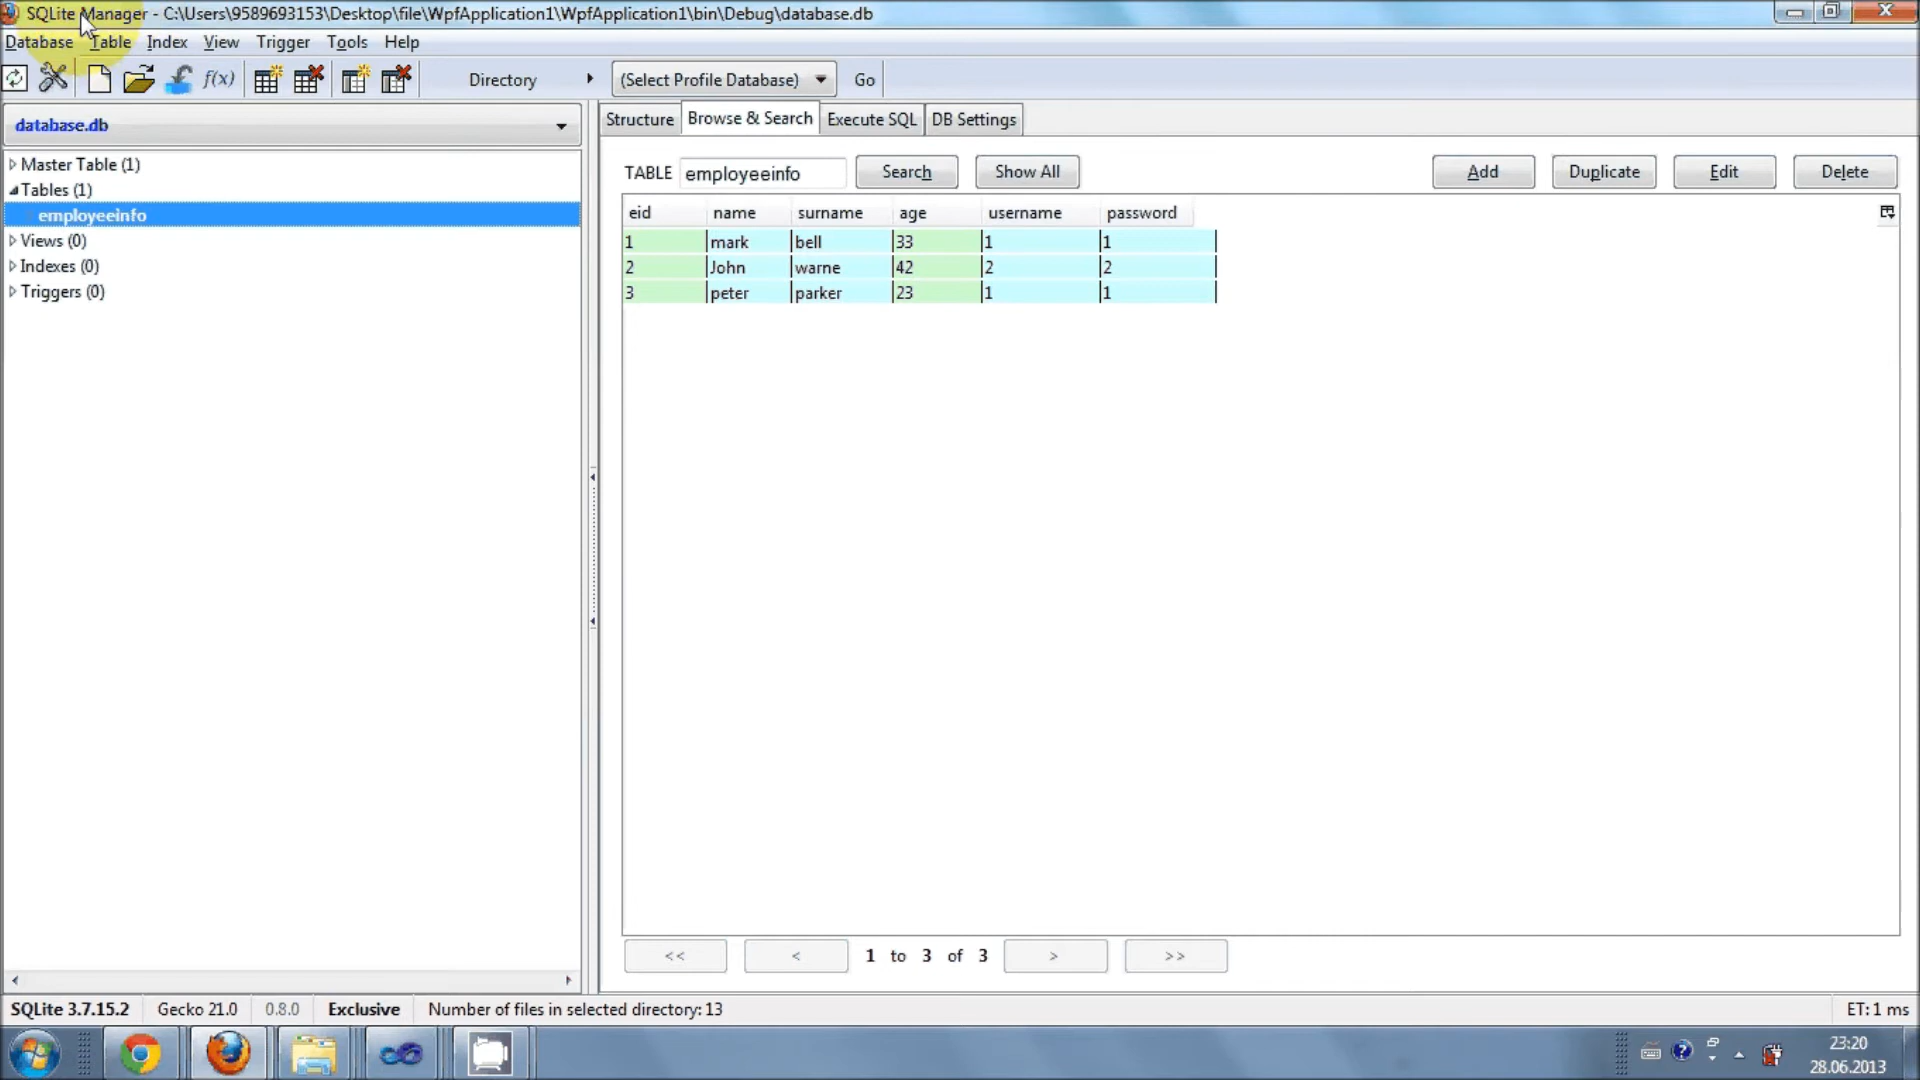 SQLite Manager - C:\Users\9589693153\Desktop\file\WpfApplication1\WpfApplication1\bin\Debug\database.db
Database Table Index View Trigger Tools Help
f(x) Directory (Select Profile Database) Go
database.db
Master Table (1)
Tables (1)
employeeinfo
Views (0)
Indexes (0)
Triggers (0)
Structure Browse & Search Execute SQL DB Settings
TABLE employeeinfo Search Show All Add Duplicate Edit Delete
eid name surname age username password
1 mark bell 33 1 1
2 John warne 42 2 2
3 peter parker 23 1 1
<< < 1 to 3 of 3 > >>
SQLite 3.7.15.2 Gecko 21.0 0.8.0 Exclusive Number of files in selected directory: 13 ET: 1 ms
23:20
28.06.2013